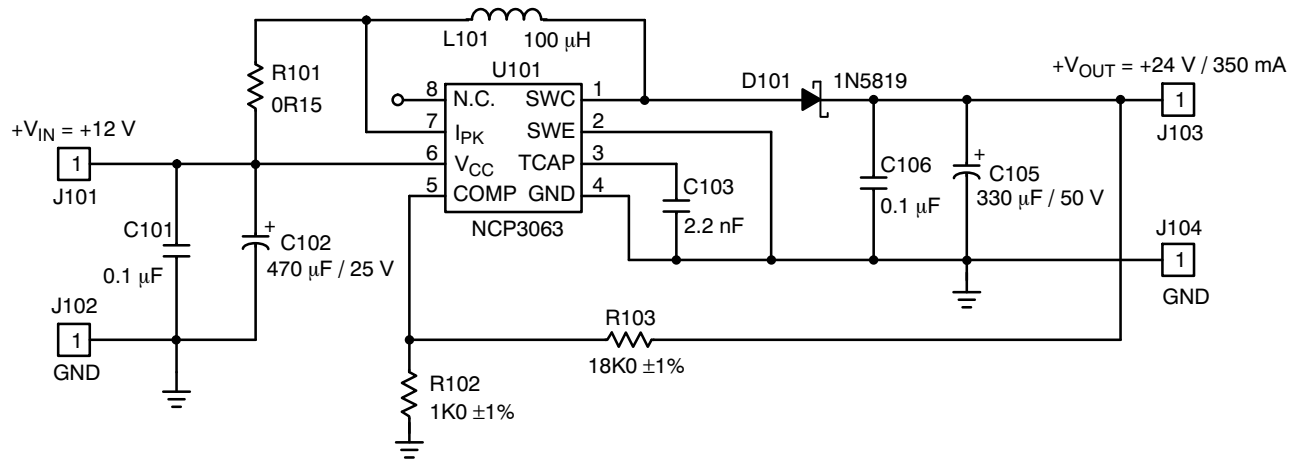 L101 100 μH
U101
R101
0R15
8 N.C. SWC 1
7 IPK SWE 2
6 VCC TCAP 3
5 COMP GND 4
NCP3063
D101 1N5819
+VOUT = +24 V / 350 mA
1
J103
+VIN = +12 V
1
J101
C101
0.1 μF
+
C102
470 μF / 25 V
J102
1
GND
C103
2.2 nF
C106
0.1 μF
+
C105
330 μF / 50 V
J104
1
GND
R103
18K0 ±1%
R102
1K0 ±1%